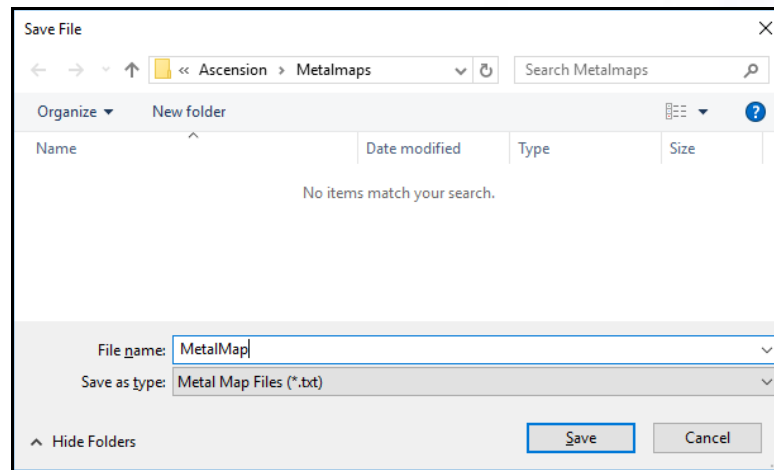 Save File
« Ascension > Metalmaps Search Metalmaps
Organize New folder ?
Name Date modified Type Size
No items match your search.
File name: MetalMap
Save as type: Metal Map Files (*.txt)
Hide Folders Save Cancel